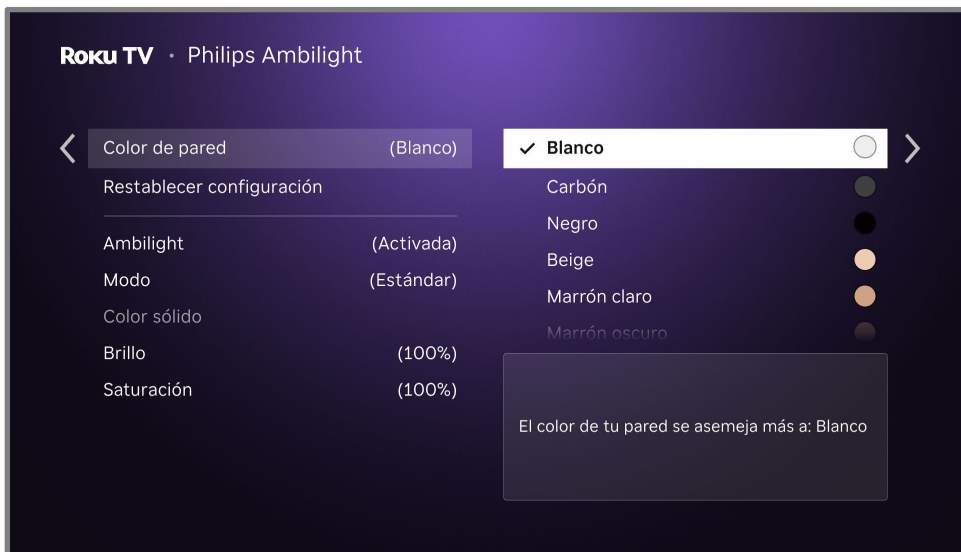 Roku TV · Philips Ambilight
Color de pared (Blanco)
Restablecer configuración
Ambilight (Activada)
Modo (Estándar)
Color sólido
Brillo (100%)
Saturación (100%)
Blanco
Carbón
Negro
Beige
Marrón claro
Marrón oscuro
El color de tu pared se asemeja más a: Blanco